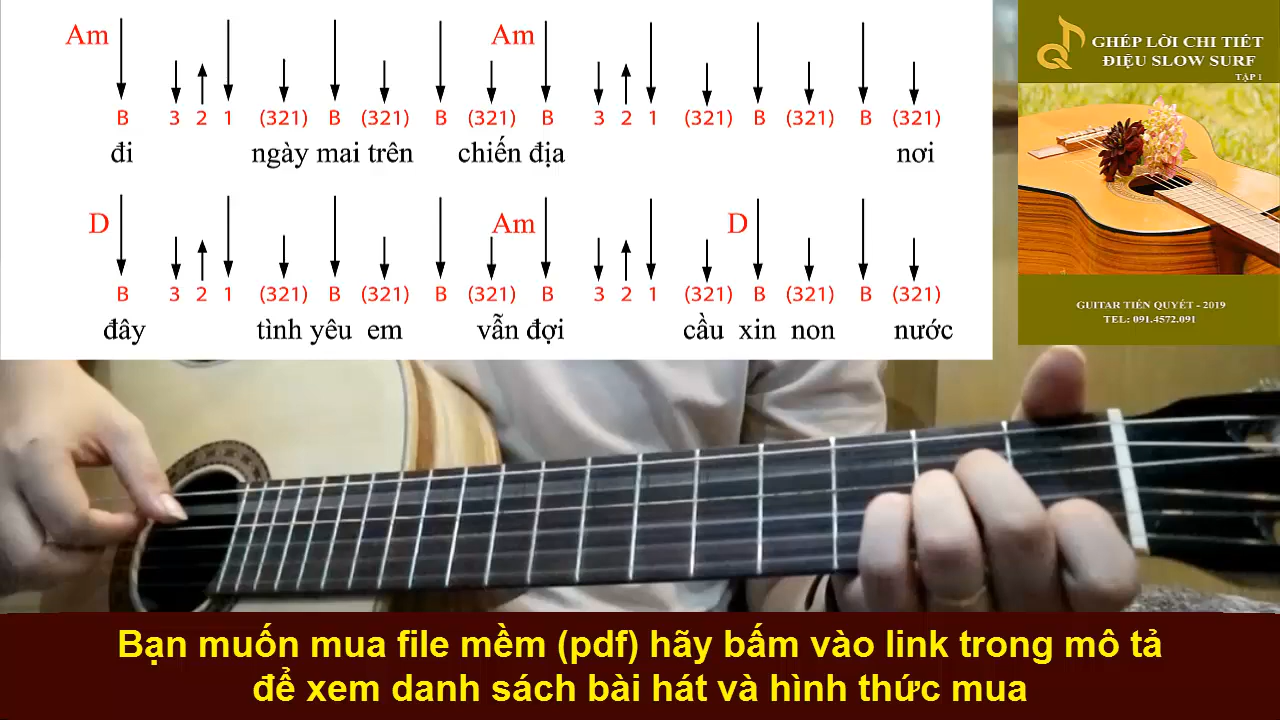 Am Am
B 3 2 1 (321) B (321) B (321) B 3 2 1 (321) B (321) B (321)
đi ngày mai trên chiến địa nơi
D Am D
B 3 2 1 (321) B (321) B (321) B 3 2 1 (321) B (321) B (321)
đây tình yêu em vẫn đợi cầu xin non nước
GHÉP LỜI CHI TIẾT
ĐIỆU SLOW SURF
TẬP 1
GUITAR TIẾN QUYẾT - 2019
TEL: 091.4572.091
Bạn muốn mua file mềm (pdf) hãy bấm vào link trong mô tả
để xem danh sách bài hát và hình thức mua